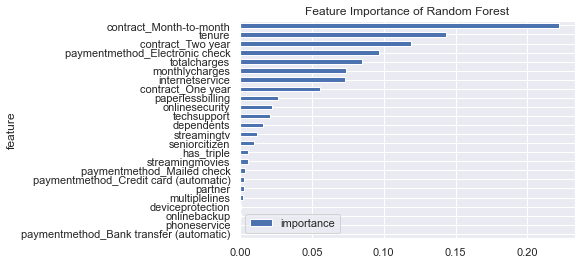 Feature Importance of Random Forest
feature
contract_Month-to-month
tenure
contract_Two year
paymentmethod_Electronic check
totalcharges
monthlycharges
internetservice
contract_One year
paperlessbilling
onlinesecurity
techsupport
dependents
streamingtv
seniorcitizen
has_triple
streamingmovies
paymentmethod_Mailed check
paymentmethod_Credit card (automatic)
partner
multiplelines
deviceprotection
onlinebackup
phoneservice
paymentmethod_Bank transfer (automatic)
importance
0.00 0.05 0.10 0.15 0.20